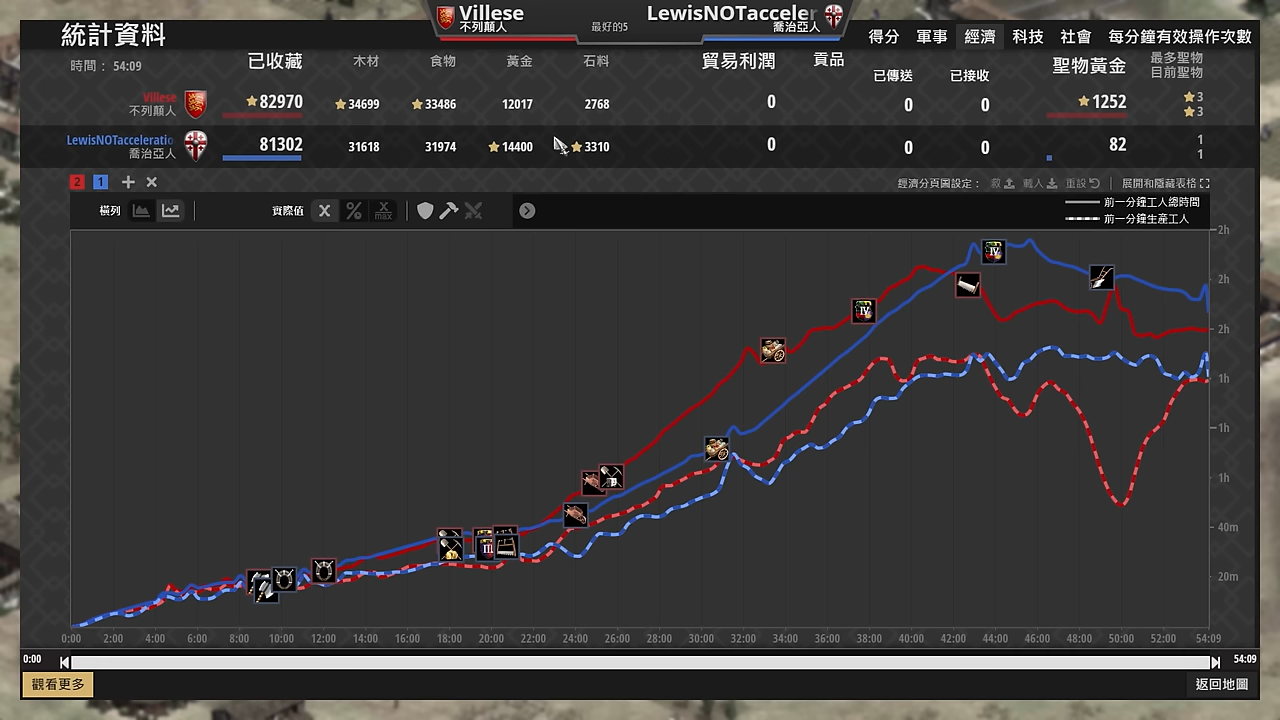 Villese
不列顛人
最好的5
LewisNOTacceler
喬治亞人
統計資料
得分 軍事 經濟 科技 社會 每分鐘有效操作次數
時間： 54:09
已收藏 木材 食物 黃金 石料 貿易利潤 貢品 已傳送 已接收 聖物黃金 最多聖物
目前聖物
Villese
不列顛人
82970 34699 33486 12017 2768 0 0 0 1252 3
3
LewisNOTacceleratio
喬治亞人
81302 31618 31974 14400 3310 0 0 0 82 1
1
2 1
經濟分頁圖設定： 載入 重設 展開和隱藏表格
橫列 實際值 X % X max
前一分鐘工人總時間
前一分鐘生產工人
2h
2h
2h
1h
1h
1h
40m
20m
IV
IV
III
0:00 2:00 4:00 6:00 8:00 10:00 12:00 14:00 16:00 18:00 20:00 22:00 24:00 26:00 28:00 30:00 32:00 34:00 36:00 38:00 40:00 42:00 44:00 46:00 48:00 50:00 52:00 54:09
0:00 54:09
觀看更多 返回地圖